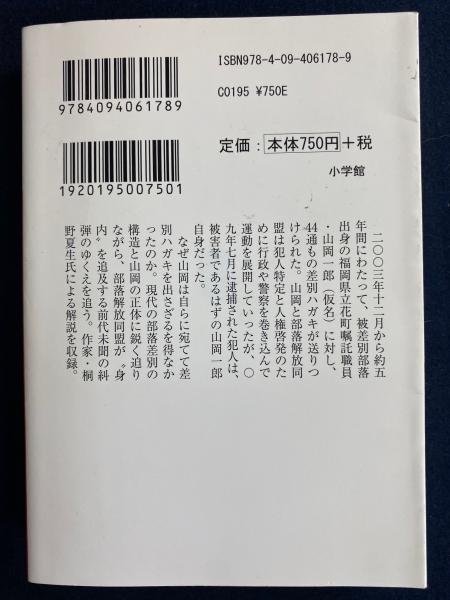 ISBN978-4-09-406178-9
C0195 ¥750E
定価：本体750円＋税
小学館
9784094061789
1920195007501
二〇〇三年十二月から約五
年間にわたって、被差別部落
出身の福岡県立花町嘱託職員
・山岡一郎（仮名）に対し、
44通もの差別ハガキが送りつ
けられた。山岡と部落解放同
盟は犯人特定と人権啓発のた
めに行政や警察を巻き込んで
運動を展開していったが、〇
九年七月に逮捕された犯人は、
被害者であるはずの山岡一郎
自身だった。
なぜ山岡は自らに宛てて差
別ハガキを出さざるを得なか
ったのか。現代の部落差別の
構造と山岡の正体に鋭く迫り
ながら、部落解放同盟が〝身
内〟を追及する前代未聞の糾
弾のゆくえを追う。作家・桐
野夏生氏による解説を収録。